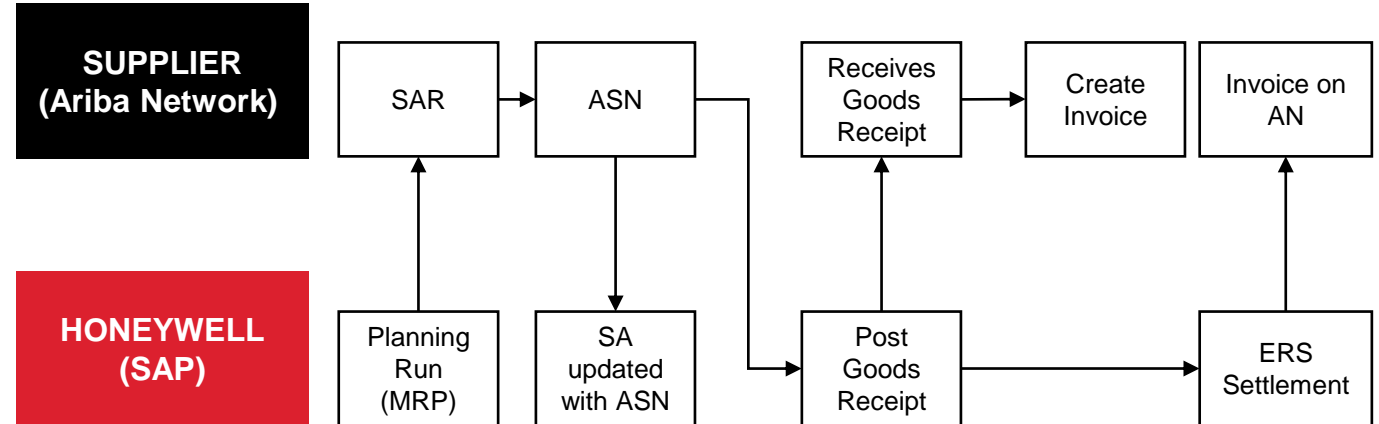 SUPPLIER
(Ariba Network)
SAR
ASN
Receives
Goods
Receipt
Create
Invoice
Invoice on
AN
HONEYWELL
(SAP)
Planning
Run
(MRP)
SA
updated
with ASN
Post
Goods
Receipt
ERS
Settlement